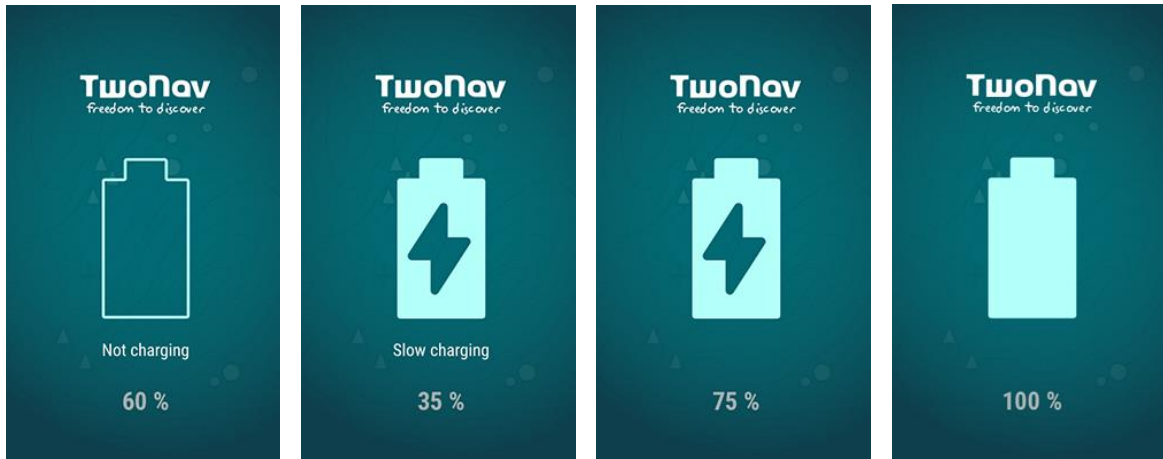 TwoNav
freedom to discover
Not charging
60 %
TwoNav
freedom to discover
Slow charging
35 %
TwoNav
freedom to discover
75 %
TwoNav
freedom to discover
100 %